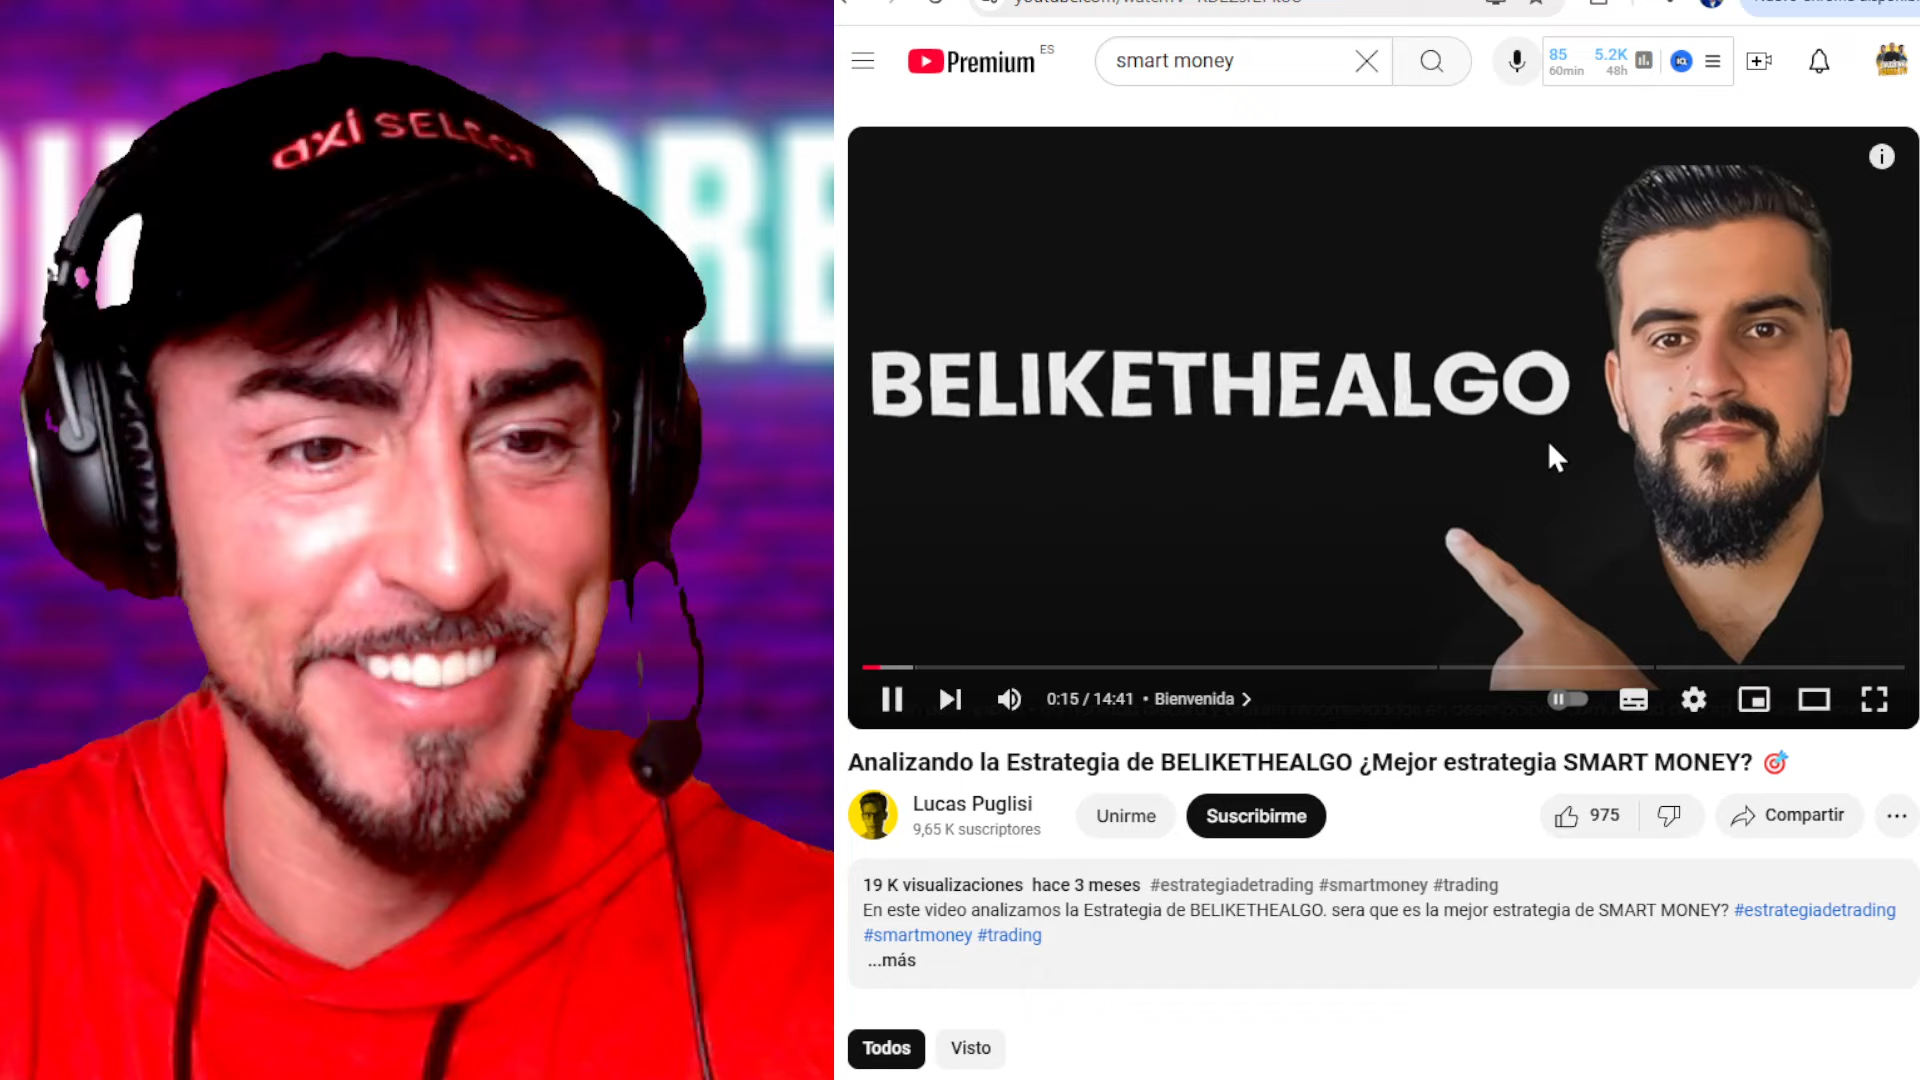 axi SELECT
Premium ES
smart money
85 5.2K
60min 48h
BELIKETHEALGO
0:15 / 14:41 • Bienvenida
Analizando la Estrategia de BELIKETHEALGO ¿Mejor estrategia SMART MONEY? 🎯
Lucas Puglisi
9,65 K suscriptores
Unirme
Suscribirme
975
Compartir
19 K visualizaciones hace 3 meses #estrategiadetrading #smartmoney #trading
En este video analizamos la Estrategia de BELIKETHEALGO. sera que es la mejor estrategia de SMART MONEY? #estrategiadetrading
#smartmoney #trading
...más
Todos
Visto